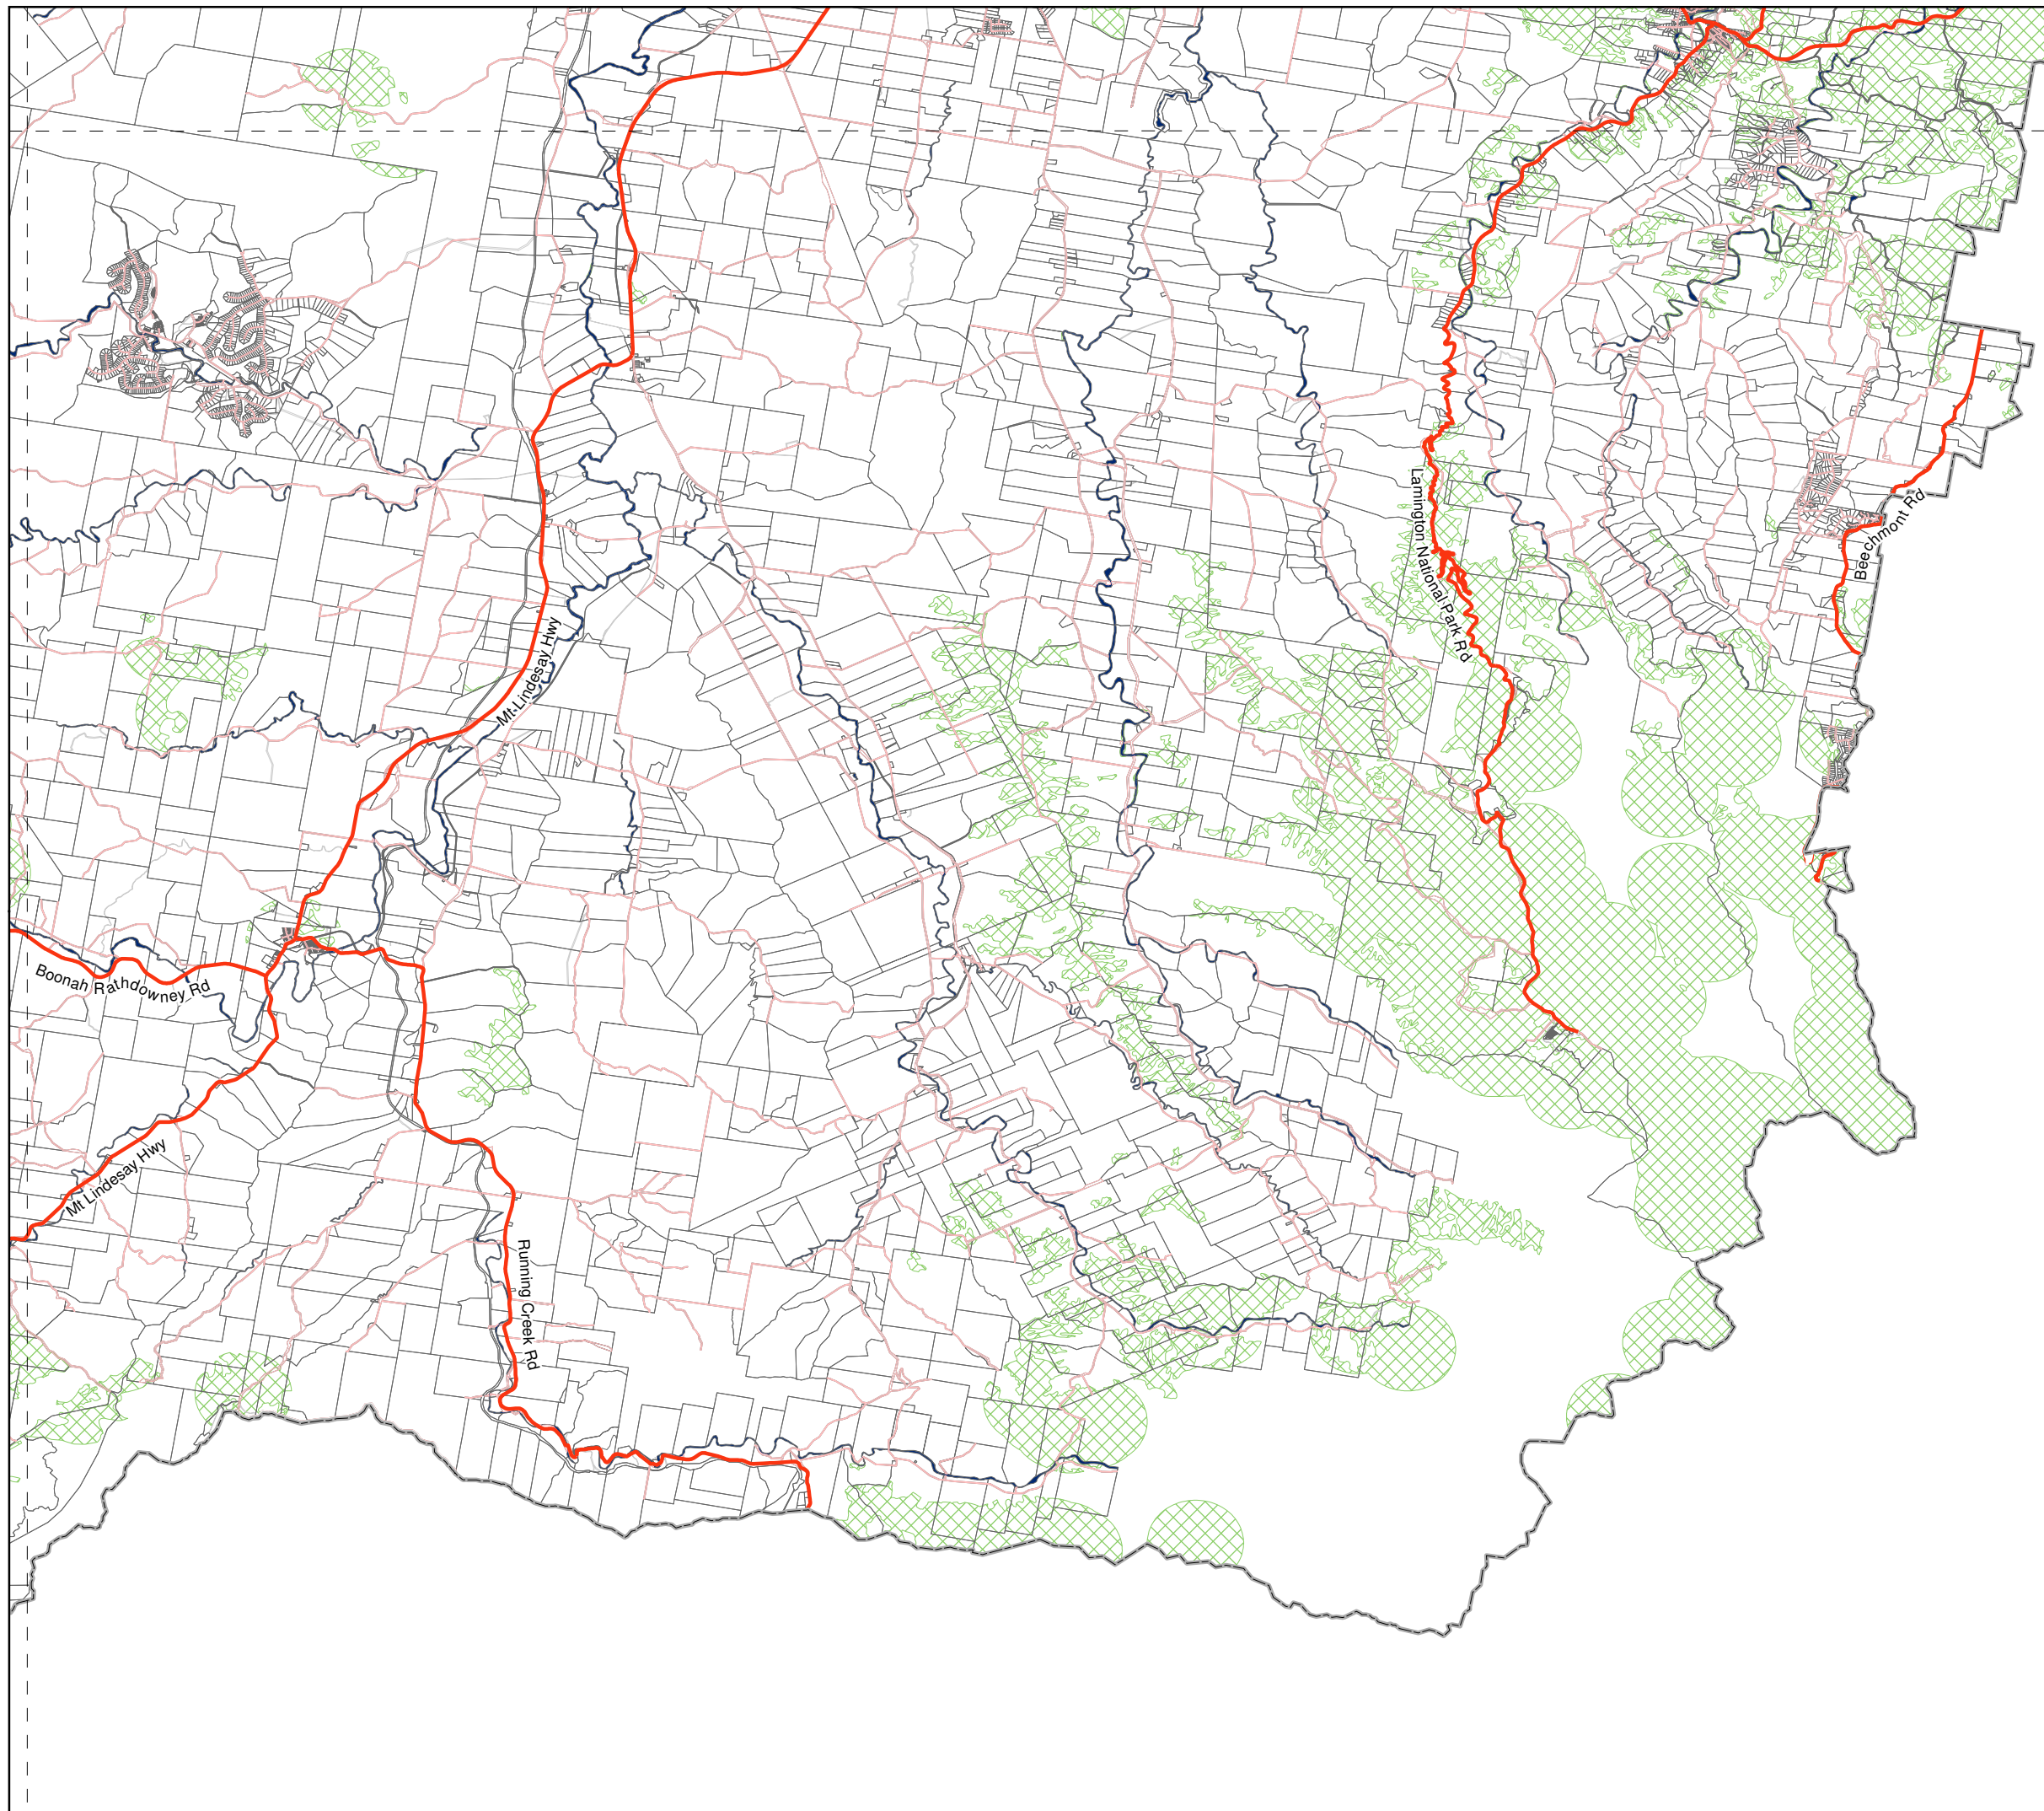 Lamington National Park Rd
Beechmont Rd
Mt Lindesay Hwy
Boonah Rathdowney Rd
Mt Lindesay Hwy
Running Creek Rd